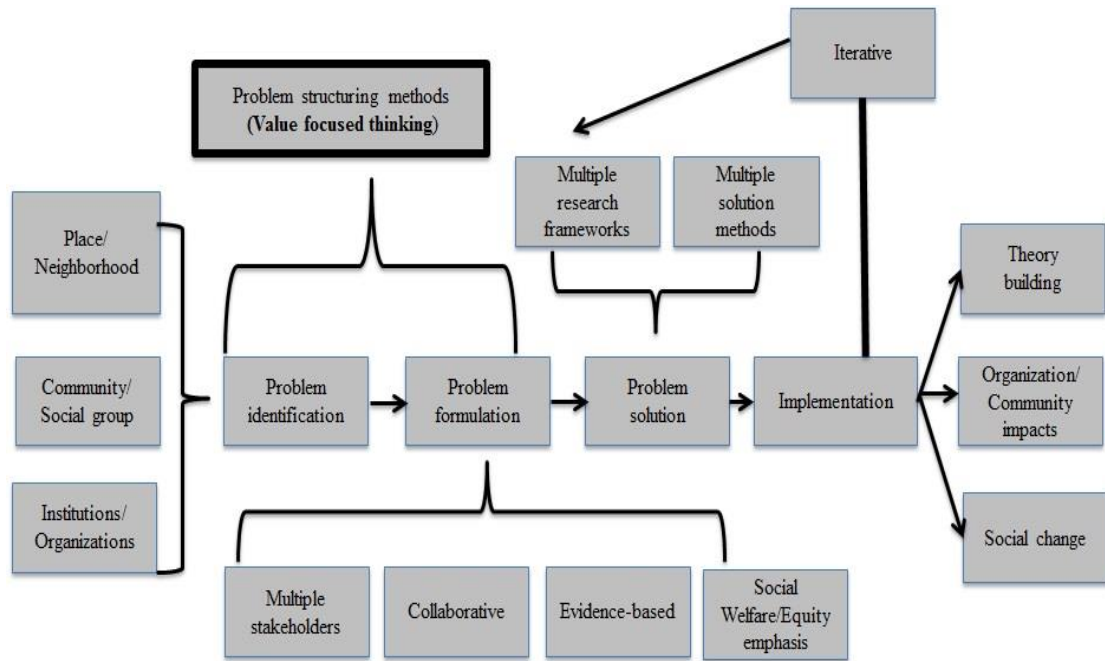 Iterative
Problem structuring methods
(Value focused thinking)
Multiple
research
frameworks
Multiple
solution
methods
Place/
Neighborhood
Theory
building
Community/
Social group
Problem
identification
Problem
formulation
Problem
solution
Implementation
Organization/
Community
impacts
Institutions/
Organizations
Social change
Multiple
stakeholders
Collaborative
Evidence-based
Social
Welfare/Equity
emphasis